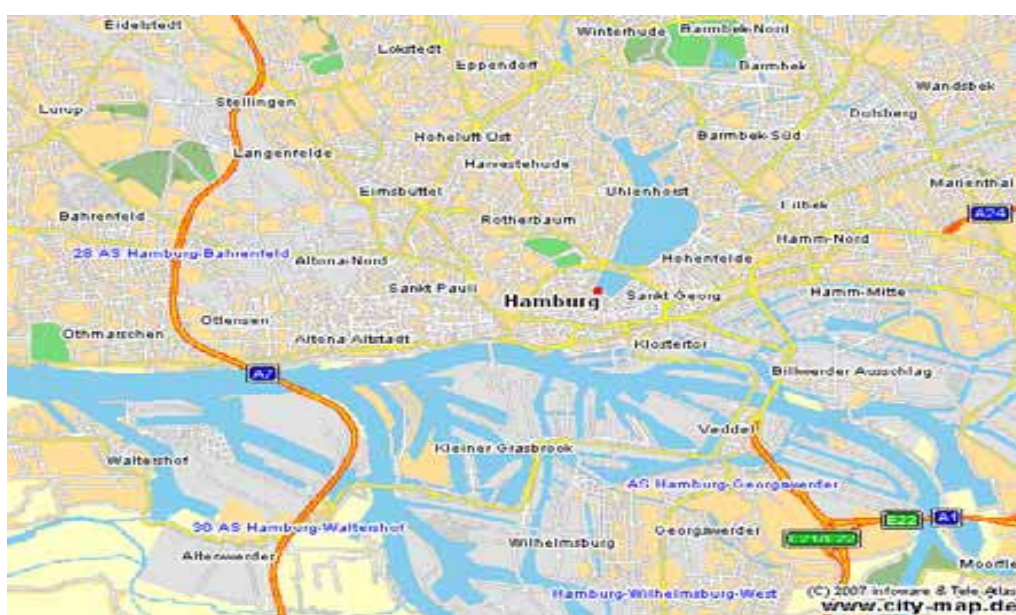 Eidelstedt
Winterhude
Barmbek-Nord
Lokstedt
Eppendorf
Barmbek
Wandsbek
Stellingen
Lurup
Dulsberg
Hoheluft Ost
Barmbek-Süd
Langenfelde
Harvestehude
Eimsbüttel
Uhlenhorst
Marienthal
Eilbek
Bahrenfeld
Rotherbaum
A24
Hamm-Nord
28 AS Hamburg-Bahrenfeld
Altona-Nord
Hohenfelde
Sankt Pauli
Hamburg
Sankt Georg
Hamm-Mitte
Othmarschen
Ottensen
Altona-Altstadt
Klostertor
A7
Billwerder Ausschlag
Veddel
Kleiner Grasbrook
Waltershof
AS Hamburg-Georgswerder
30 AS Hamburg-Waltershof
E22
A1
Georgswerder
Wilhelmsburg
Altenwerder
Moorfle
Hamburg-Wilhelmsburg-West
(C) 2007 infoware & Tele Atlas
www.city-map.de